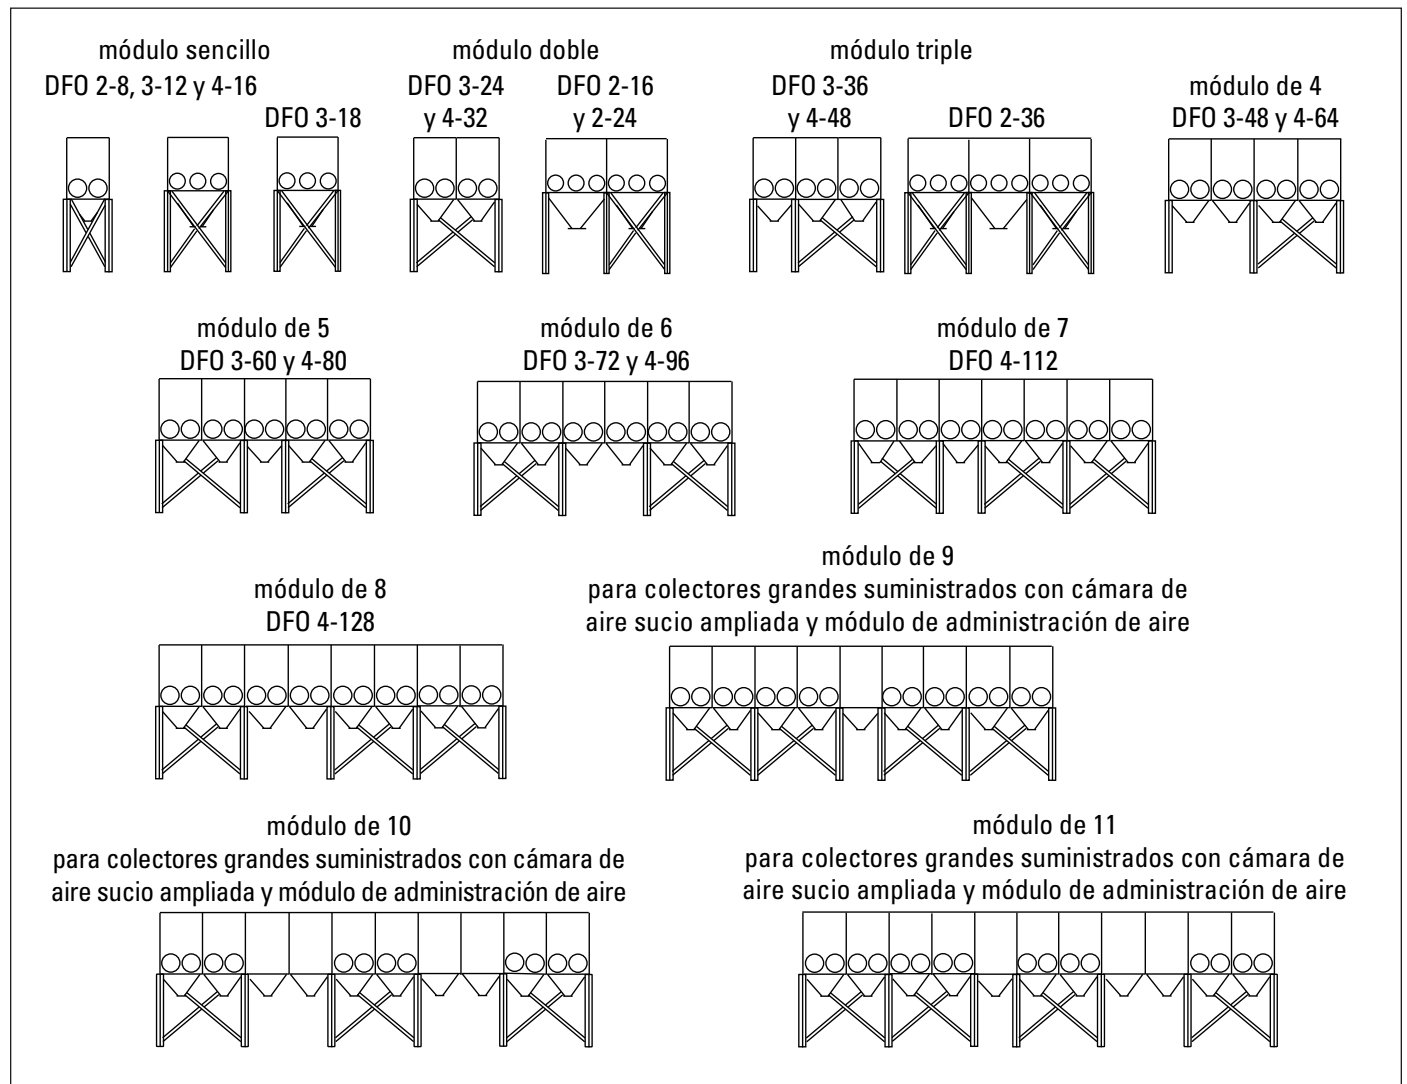 módulo sencillo
DFO 2-8, 3-12 y 4-16
DFO 3-18
módulo doble
DFO 3-24
y 4-32
DFO 2-16
y 2-24
módulo triple
DFO 3-36
y 4-48
DFO 2-36
módulo de 4
DFO 3-48 y 4-64
módulo de 5
DFO 3-60 y 4-80
módulo de 6
DFO 3-72 y 4-96
módulo de 7
DFO 4-112
módulo de 8
DFO 4-128
módulo de 9
para colectores grandes suministrados con cámara de
aire sucio ampliada y módulo de administración de aire
módulo de 10
para colectores grandes suministrados con cámara de
aire sucio ampliada y módulo de administración de aire
módulo de 11
para colectores grandes suministrados con cámara de
aire sucio ampliada y módulo de administración de aire